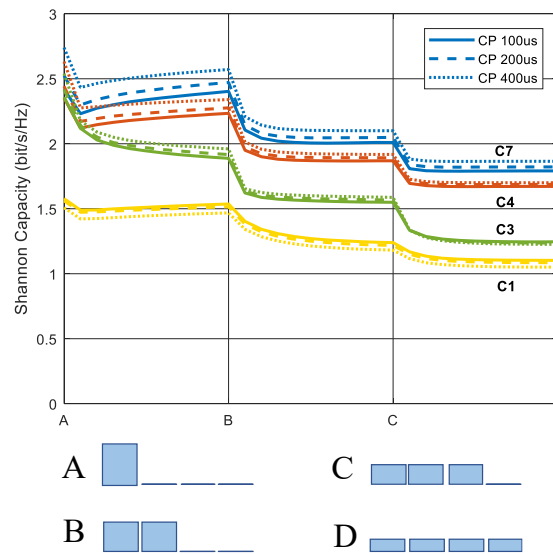 3
2.5
2
1.5
1
0.5
0
Shannon Capacity (bit/s/Hz)
CP 100us
CP 200us
CP 400us
C7
C4
C3
C1
A B C
A C
B D